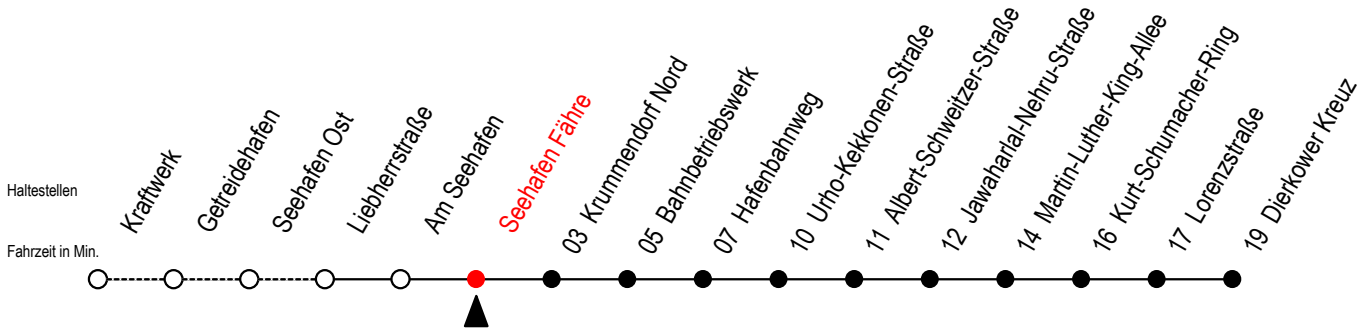 Haltestellen
Fahrzeit in Min.
Kraftwerk
Getreidehafen
Seehafen Ost
Liebherrstraße
Am Seehafen
Seehafen Fähre
03 Krummendorf Nord
05 Bahnbetriebswerk
07 Hafenbahnweg
10 Urho-Kekkonen-Straße
11 Albert-Schweitzer-Straße
12 Jawaharlal-Nehru-Straße
14 Martin-Luther-King-Allee
16 Kurt-Schumacher-Ring
17 Lorenzstraße
19 Dierkower Kreuz